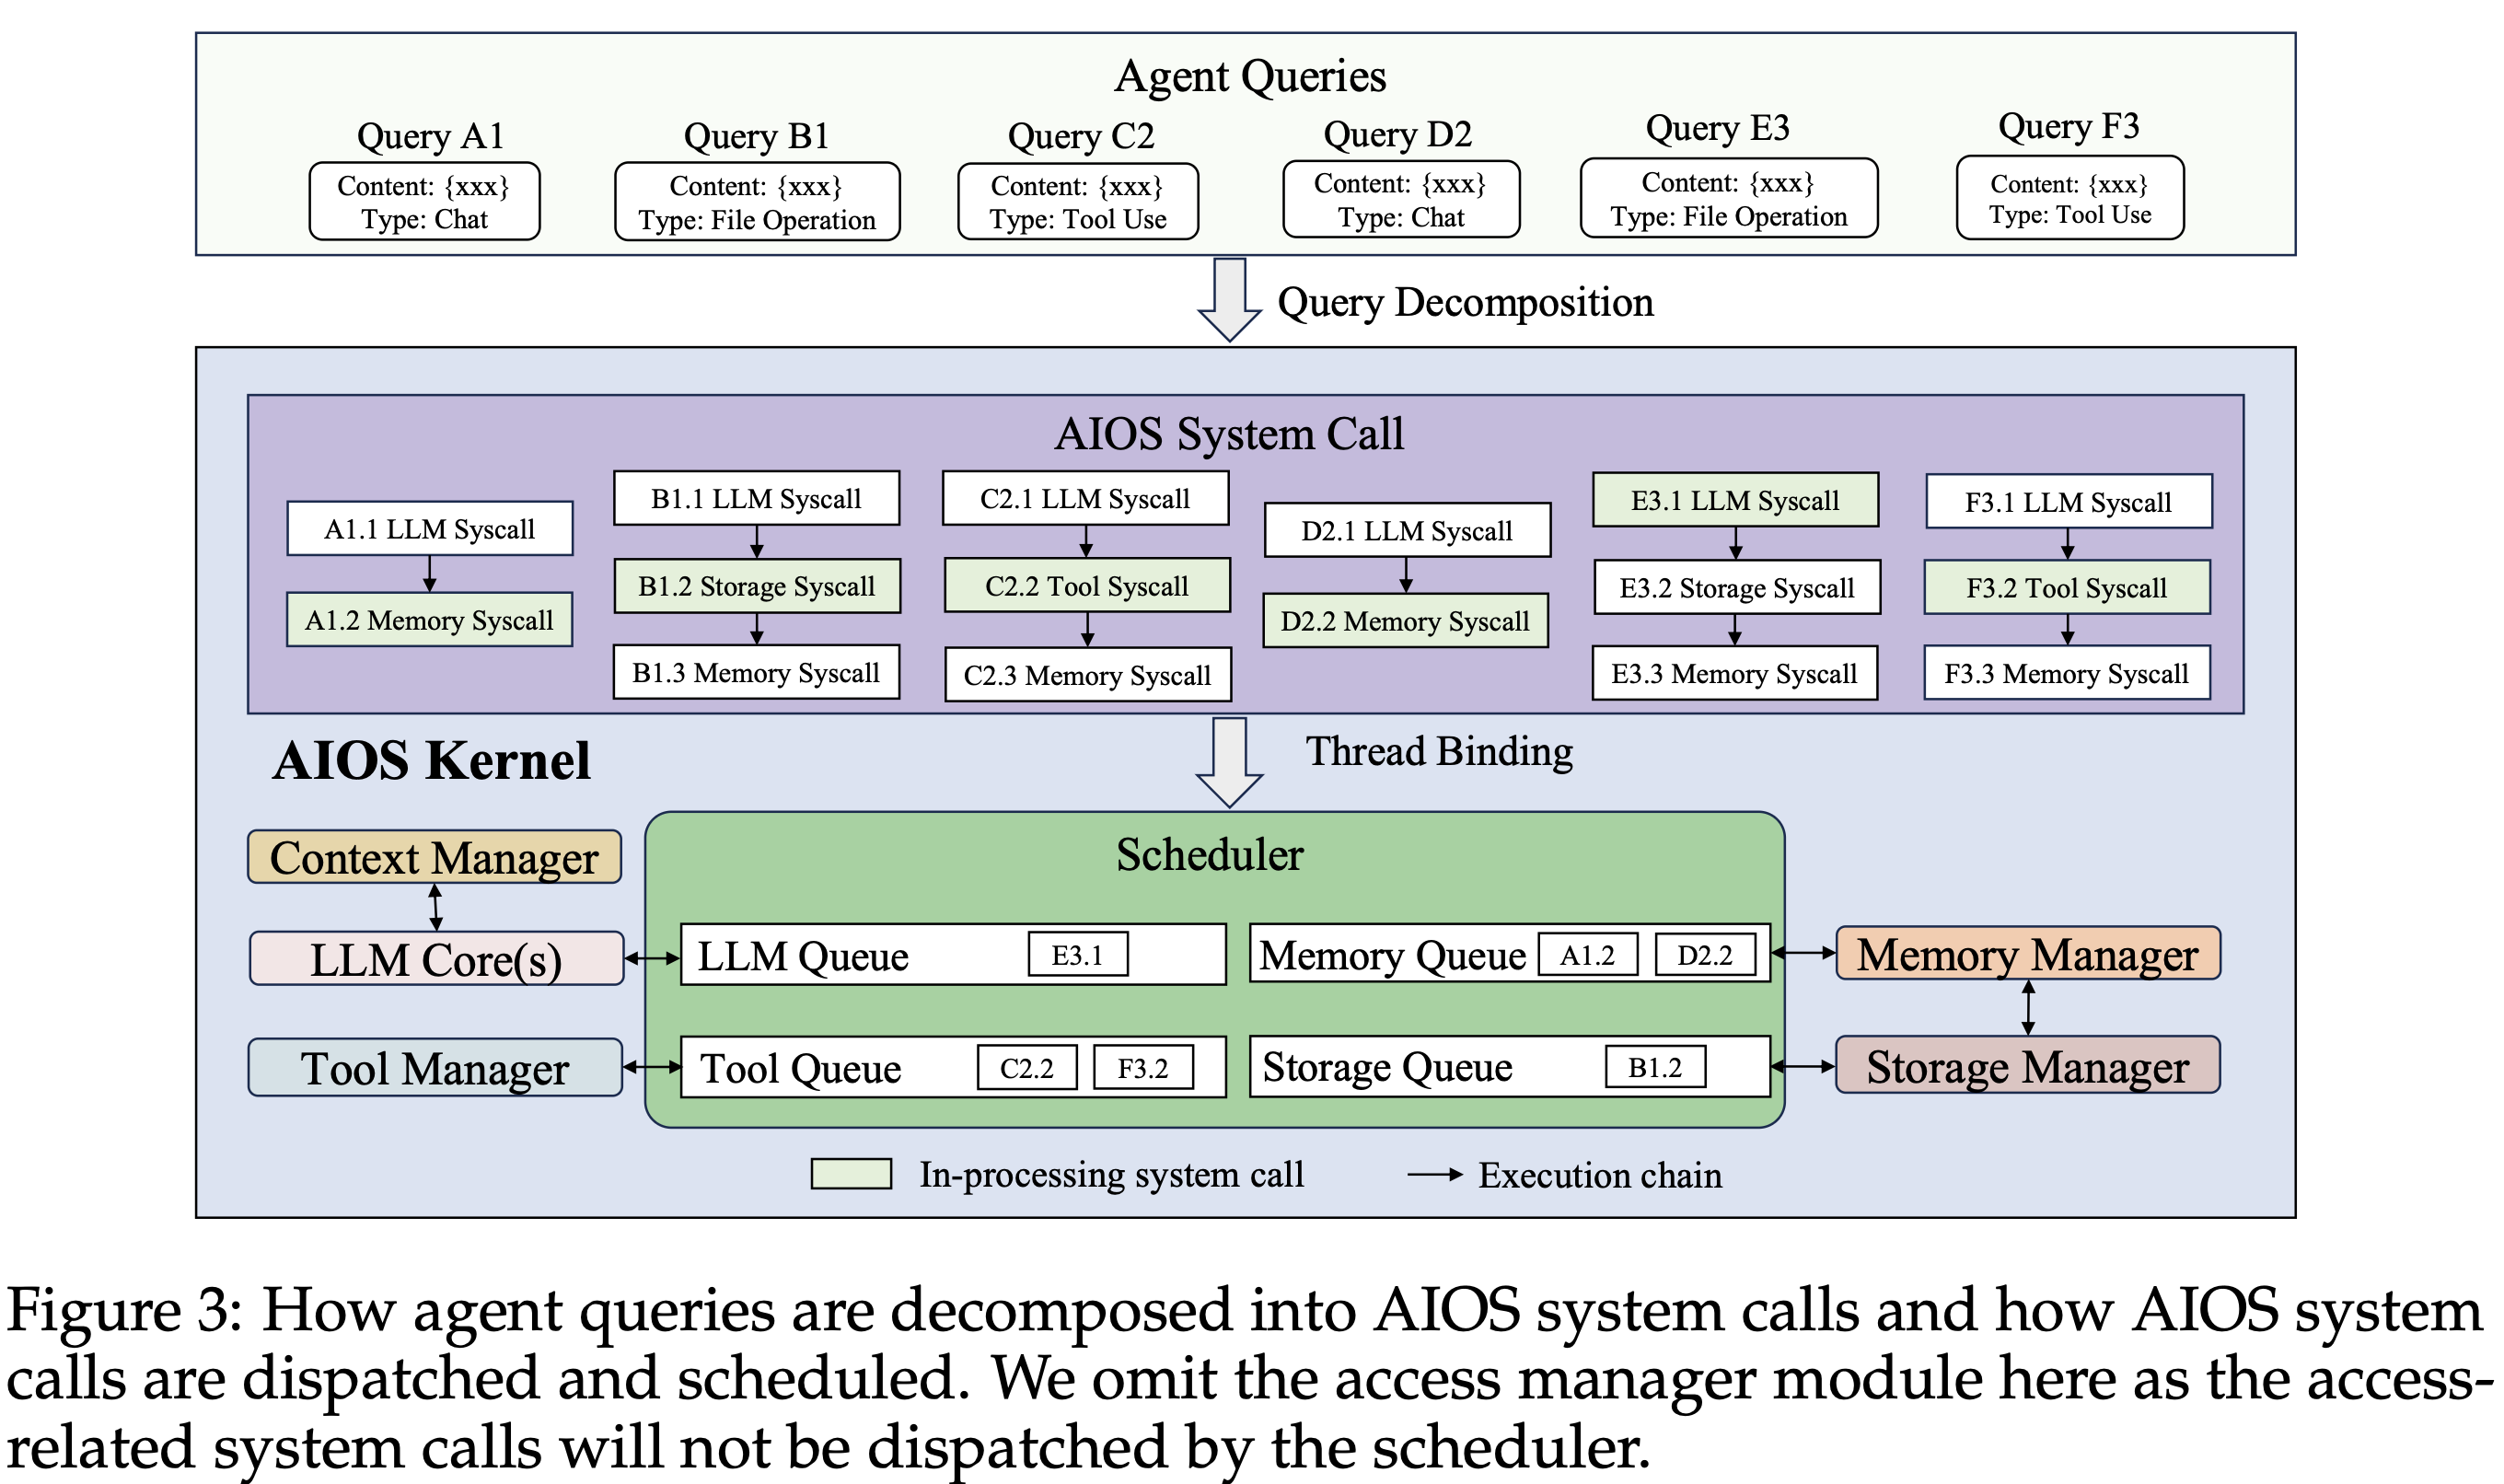 Agent Queries
Query A1
Content: {xxx}
Type: Chat
Query B1
Content: {xxx}
Type: File Operation
Query C2
Content: {xxx}
Type: Tool Use
Query D2
Content: {xxx}
Type: Chat
Query E3
Content: {xxx}
Type: File Operation
Query F3
Content: {xxx}
Type: Tool Use
Query Decomposition
AIOS System Call
A1.1 LLM Syscall
A1.2 Memory Syscall
B1.1 LLM Syscall
B1.2 Storage Syscall
B1.3 Memory Syscall
C2.1 LLM Syscall
C2.2 Tool Syscall
C2.3 Memory Syscall
D2.1 LLM Syscall
D2.2 Memory Syscall
E3.1 LLM Syscall
E3.2 Storage Syscall
E3.3 Memory Syscall
F3.1 LLM Syscall
F3.2 Tool Syscall
F3.3 Memory Syscall
AIOS Kernel
Thread Binding
Context Manager
LLM Core(s)
Tool Manager
Scheduler
LLM Queue
E3.1
Memory Queue
A1.2
D2.2
Tool Queue
C2.2
F3.2
Storage Queue
B1.2
Memory Manager
Storage Manager
In-processing system call
Execution chain
Figure 3: How agent queries are decomposed into AIOS system calls and how AIOS system
calls are dispatched and scheduled. We omit the access manager module here as the access-
related system calls will not be dispatched by the scheduler.